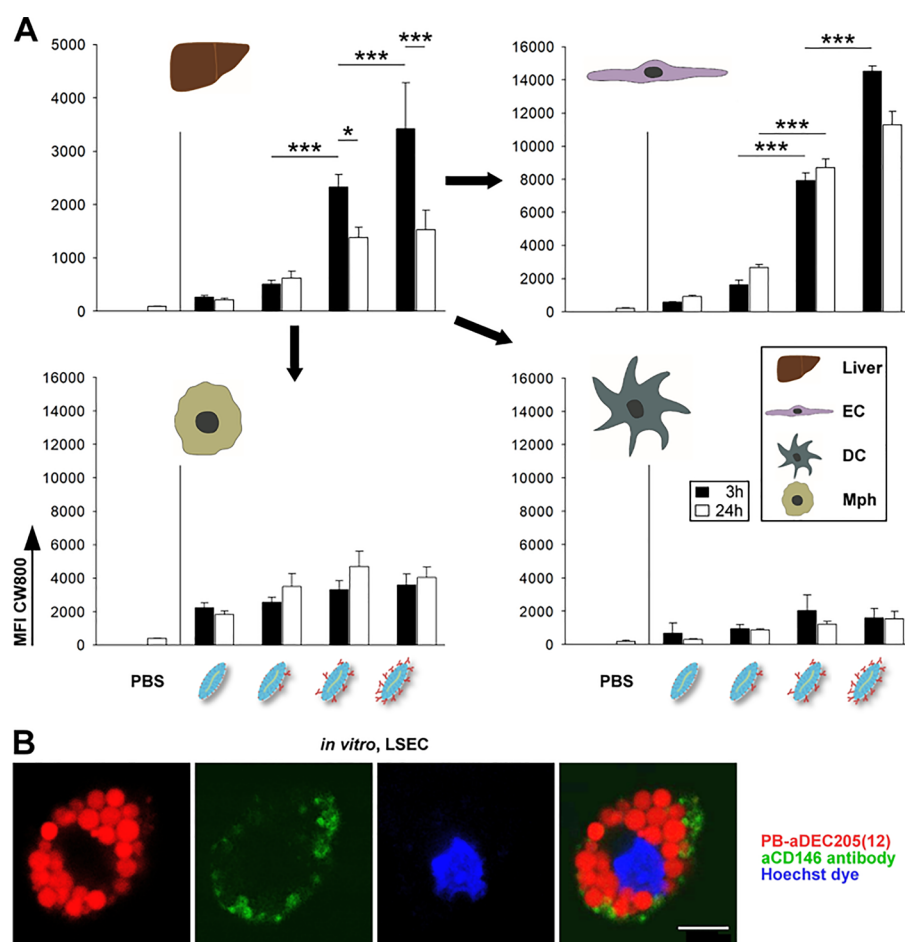 A
5000
4000
3000
2000
1000
0
***
***
*
***
16000
14000
12000
10000
8000
6000
4000
2000
0
***
***
***
16000
14000
12000
10000
8000
6000
4000
2000
0
MFI CW800
PBS
16000
14000
12000
10000
8000
6000
4000
2000
0
PBS
3h
24h
Liver
EC
DC
Mph
B
in vitro, LSEC
PB-aDEC205(12)
aCD146 antibody
Hoechst dye